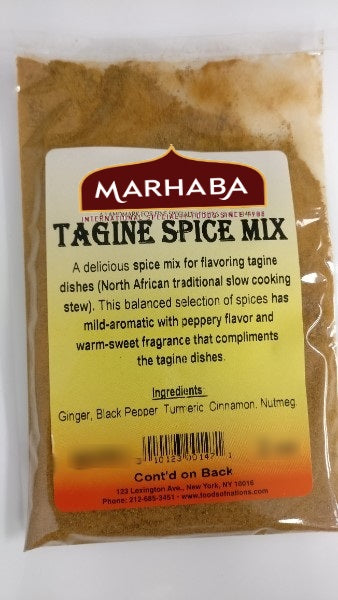 MARHABA
INTERNATIONAL SPECIALTY FOODS SINCE 1988
TAGINE SPICE MIX
A delicious spice mix for flavoring tagine
dishes (North African traditional slow cooking
stew). This balanced selection of spices has
mild-aromatic with peppery flavor and
warm-sweet fragrance that compliments
the tagine dishes.
Ingredients:
Ginger, Black Pepper, Turmeric, Cinnamon, Nutmeg.
Cont'd on Back
123 Lexington Ave., New York, NY 10016
Phone: 212-685-3451 · www.foodsofnations.com